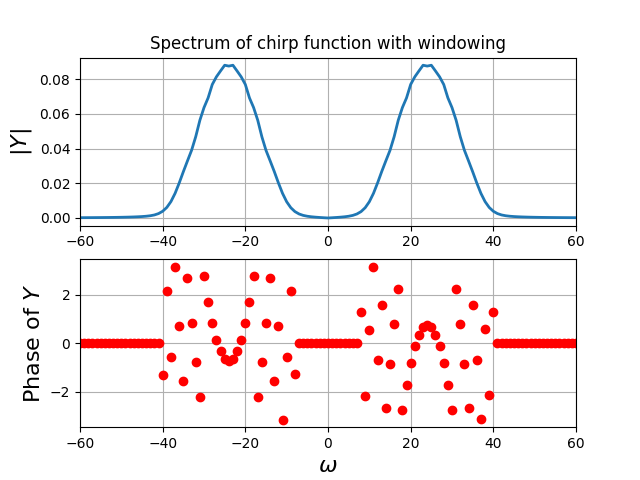 Spectrum of chirp function with windowing
|Y|
0.08
0.06
0.04
0.02
0.00
−60 −40 −20 0 20 40 60
Phase of Y
2
0
−2
−60 −40 −20 0 20 40 60
ω